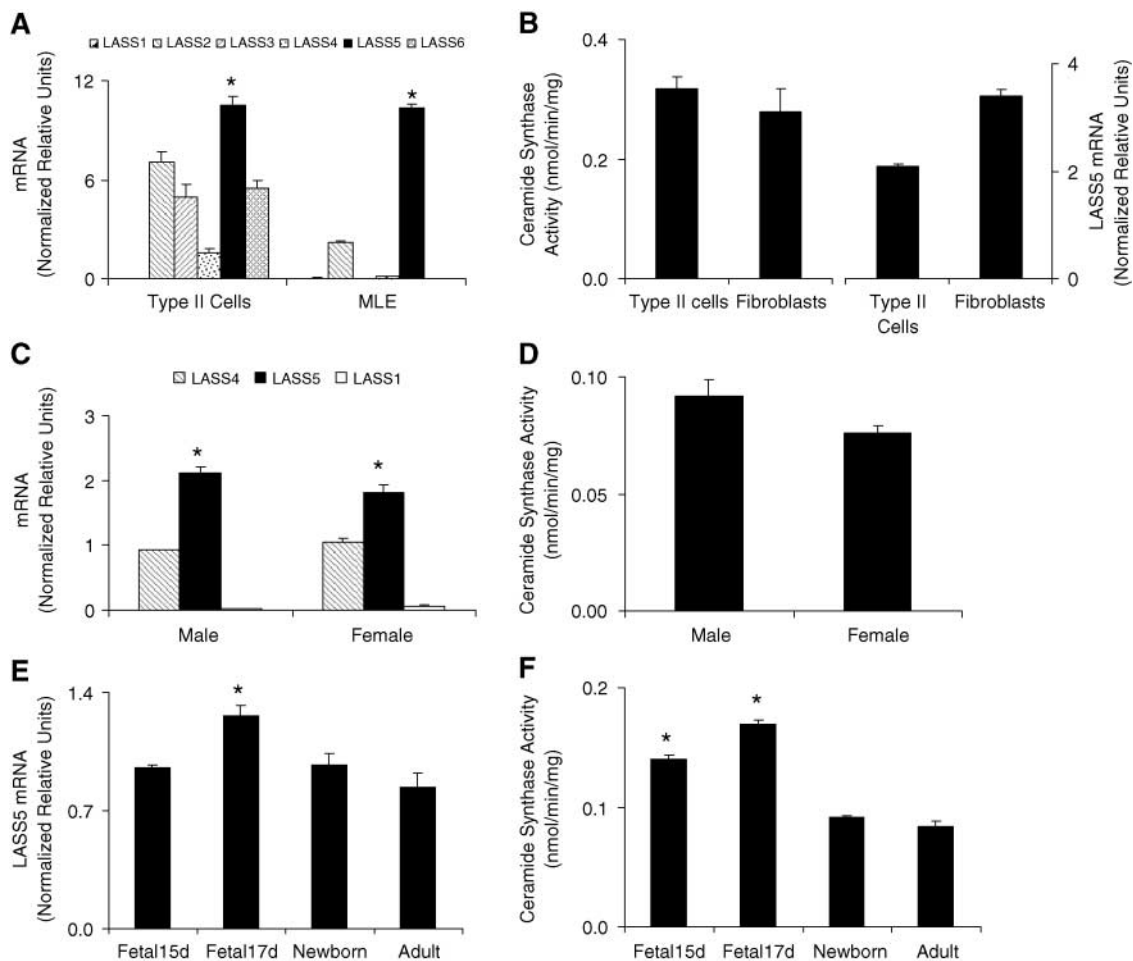 A
LASS1 LASS2 LASS3 LASS4 LASS5 LASS6
mRNA
(Normalized Relative Units)
12
6
0
*
*
Type II Cells MLE
B
Ceramide Synthase
Activity (nmol/min/mg)
0.4
0.2
0.0
4
2
0
LASS5 mRNA
(Normalized Relative Units)
Type II cells Fibroblasts Type II Fibroblasts
Cells
C
LASS4 LASS5 LASS1
mRNA
(Normalized Relative Units)
3
2
1
0
*
*
Male Female
D
Ceramide Synthase Activity
(nmol/min/mg)
0.10
0.05
0.00
Male Female
E
LASS5 mRNA
(Normalized Relative Units)
1.4
0.7
0.0
*
Fetal15d Fetal17d Newborn Adult
F
Ceramide Synthase Activity
(nmol/min/mg)
0.2
0.1
0.0
*
*
Fetal15d Fetal17d Newborn Adult